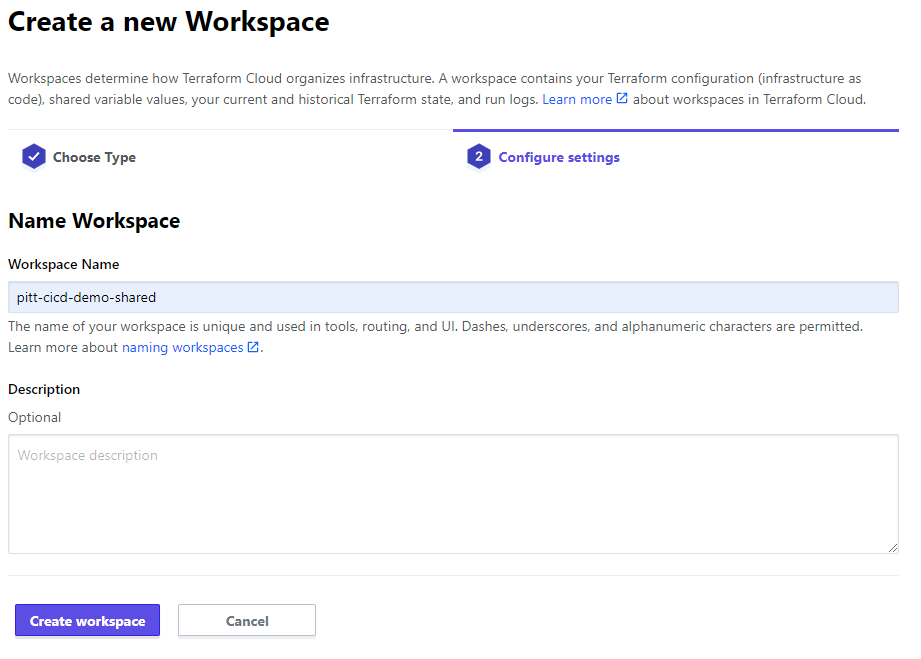 Create a new Workspace
Workspaces determine how Terraform Cloud organizes infrastructure. A workspace contains your Terraform configuration (infrastructure as
code), shared variable values, your current and historical Terraform state, and run logs. Learn more about workspaces in Terraform Cloud.
Choose Type
2 Configure settings
Name Workspace
Workspace Name
pitt-cicd-demo-shared
The name of your workspace is unique and used in tools, routing, and UI. Dashes, underscores, and alphanumeric characters are permitted.
Learn more about naming workspaces.
Description
Optional
Workspace description
Create workspace
Cancel